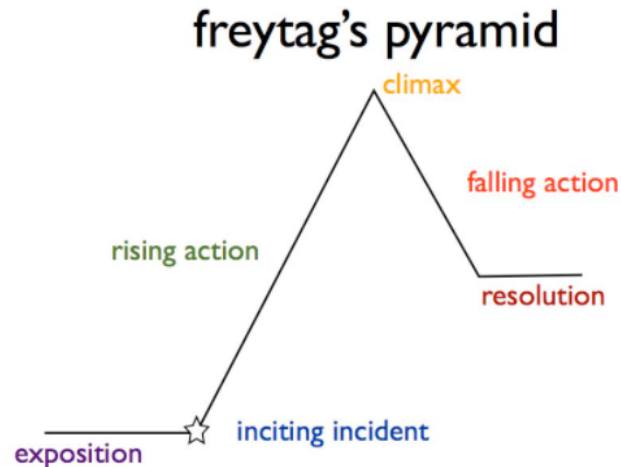 freytag's pyramid
climax
falling action
rising action
resolution
inciting incident
exposition